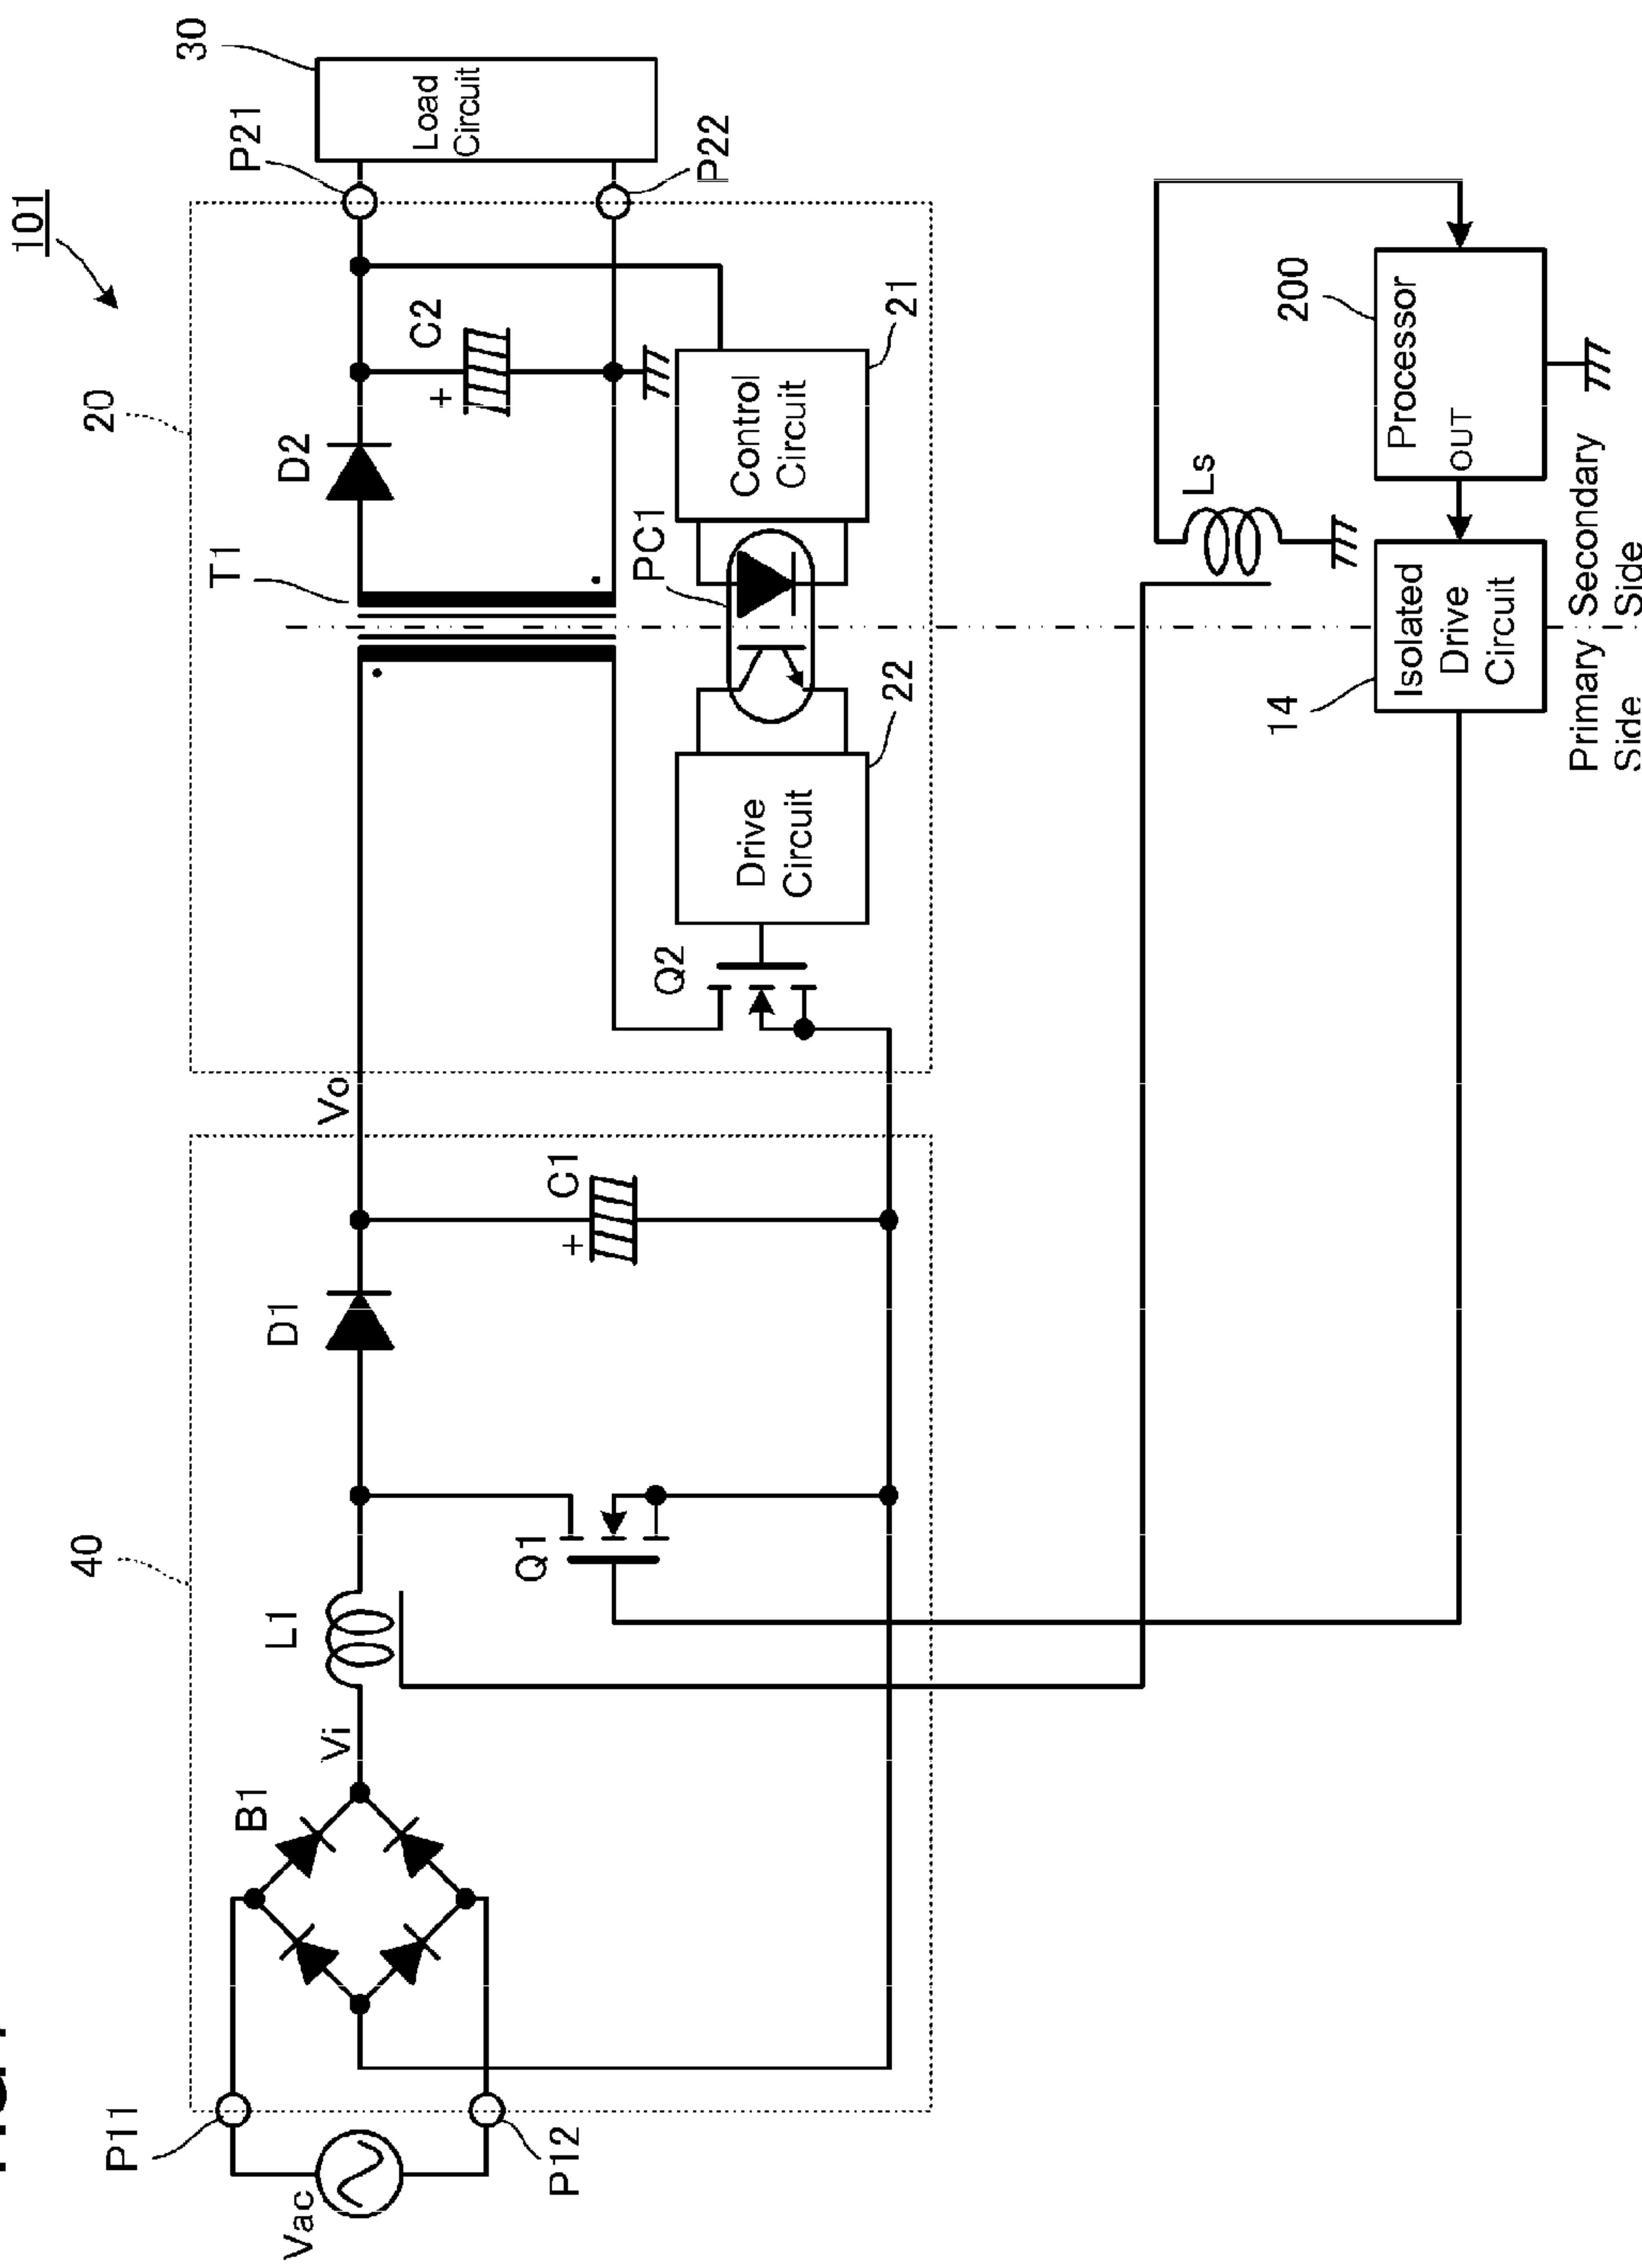 101
40
20
30
P11
P12
Vac
B1
Vi
L1
Q1
D1
C1
+
Vo
T1
D2
C2
+
P21
P22
Load
Circuit
Q2
Drive
Circuit
22
PC1
Control
Circuit
21
Ls
14
Isolated
Drive
Circuit
200
Processor
OUT
Primary Secondary
Side Side